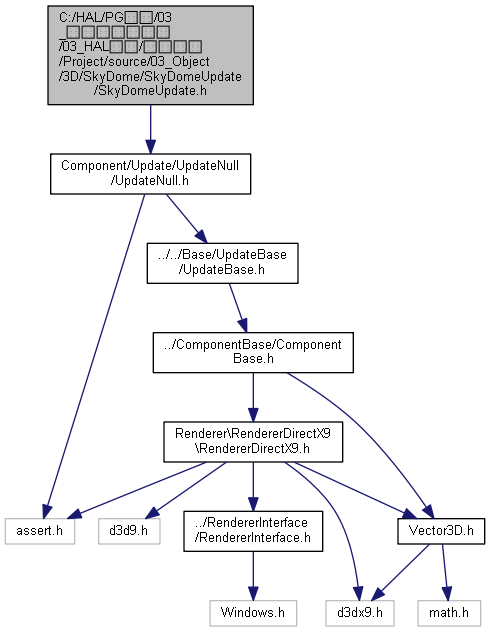 C:/HAL/PG/03
_
/03_HAL/
/Project/source/03_Object
/3D/SkyDome/SkyDomeUpdate
/SkyDomeUpdate.h
Component/Update/UpdateNull
/UpdateNull.h
../../Base/UpdateBase
/UpdateBase.h
../ComponentBase/Component
Base.h
Renderer\RendererDirectX9
\RendererDirectX9.h
assert.h
d3d9.h
../RendererInterface
/RendererInterface.h
Vector3D.h
Windows.h
d3dx9.h
math.h